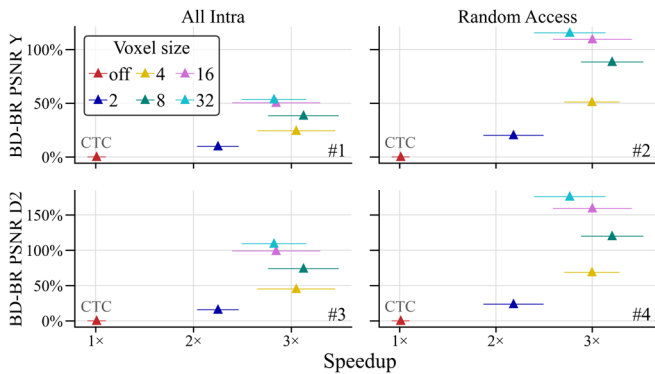 All Intra
Random Access
BD-BR PSNR Y
100%
50%
0%
Voxel size
off 4 16
2 8 32
CTC
#1
CTC
#2
BD-BR PSNR D2
150%
100%
50%
0%
CTC
#3
CTC
#4
1× 2× 3×
1× 2× 3×
Speedup